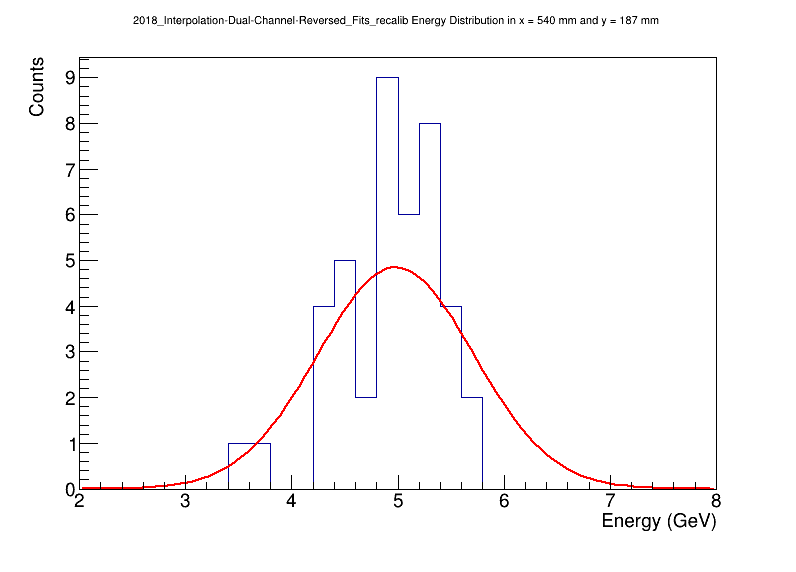 2018_Interpolation-Dual-Channel-Reversed_Fits_recalib Energy Distribution in x = 540 mm and y = 187 mm
Counts
9
8
7
6
5
4
3
2
1
0
2 3 4 5 6 7 8
Energy (GeV)